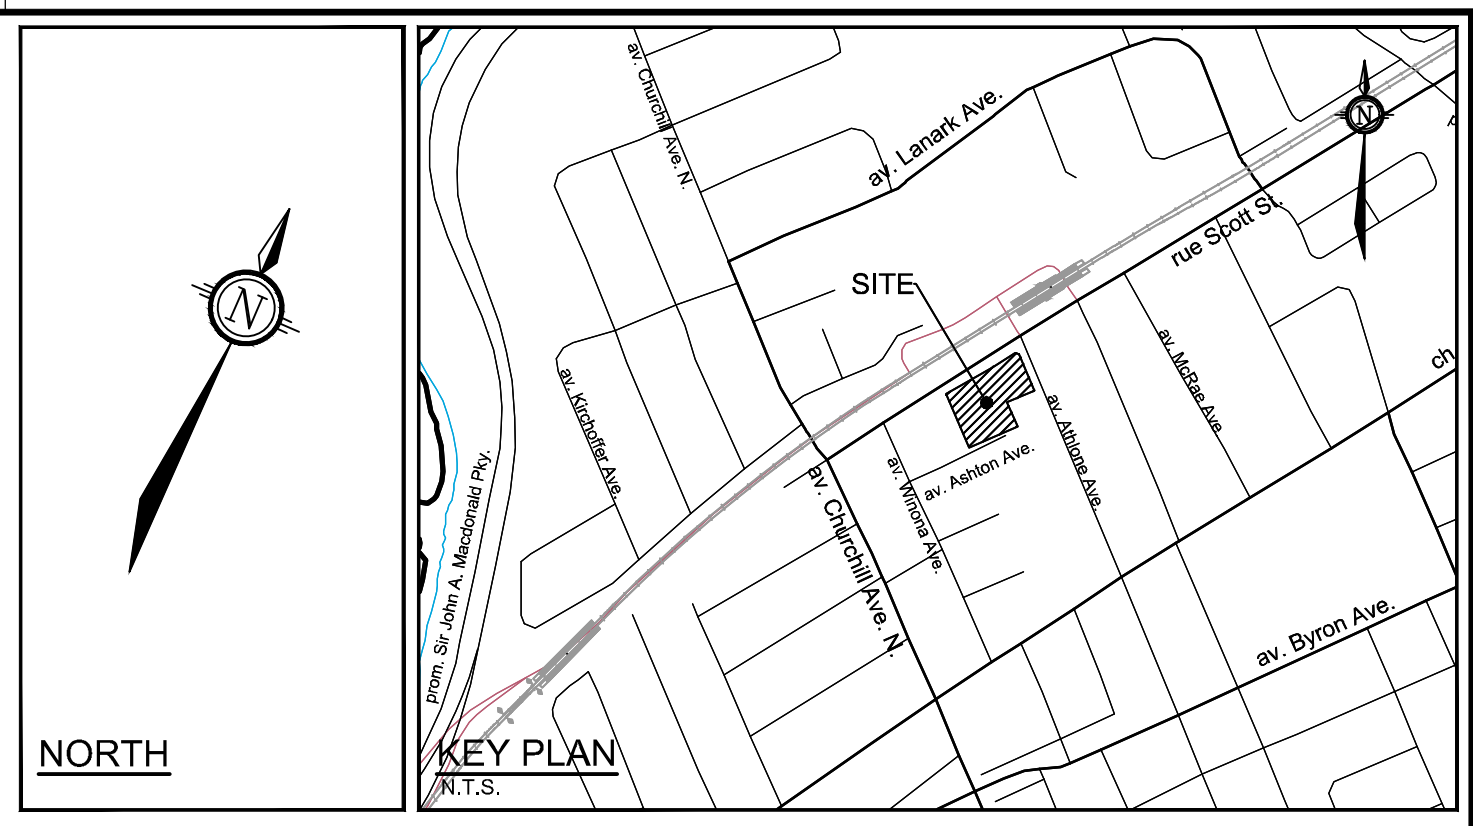 N
NORTH
av. Churchill Ave. N.
av. Lanark Ave.
N
rue Scott St.
SITE
av. McRae Ave
ch
av. Kirchoffer Ave.
av. Athlone Ave.
av. Ashton Ave.
av. Winona Ave.
av. Churchill Ave. N.
prom. Sir John A. Macdonald Pky.
av. Byron Ave.
KEY PLAN
N.T.S.